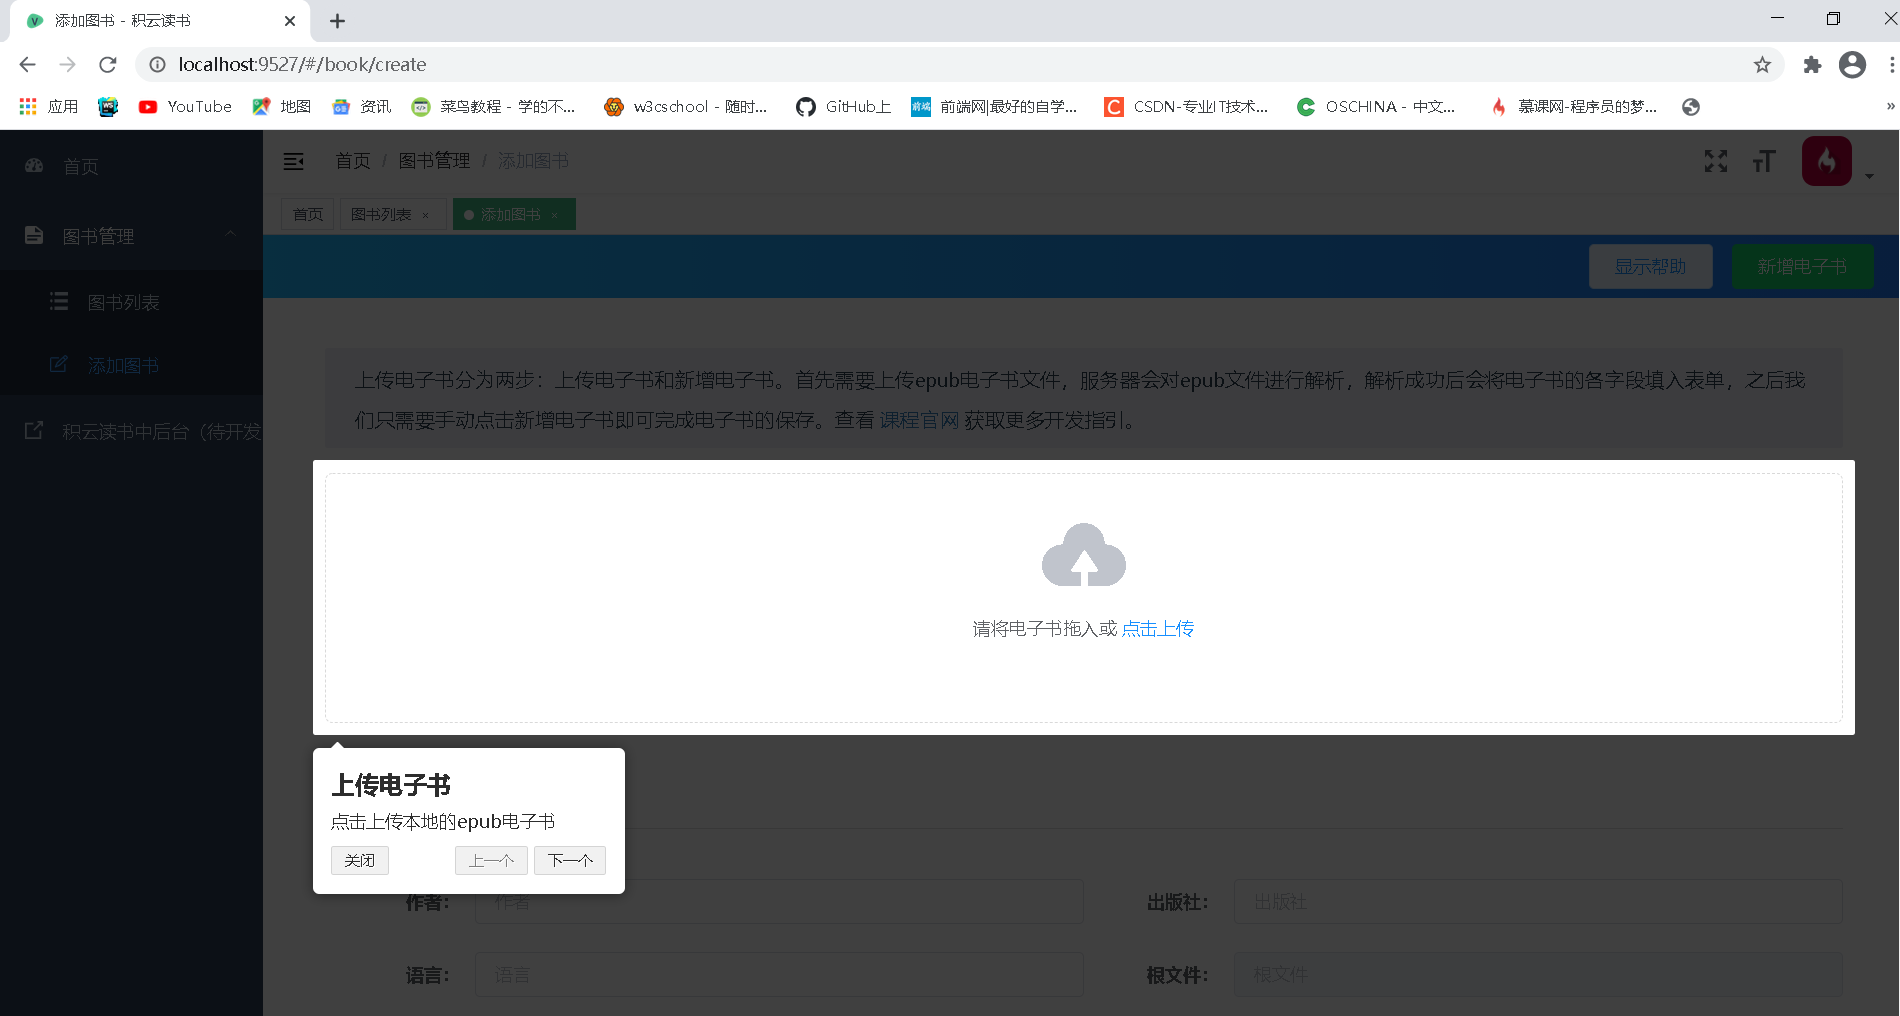 添加图书 - 积云读书
localhost:9527/#/book/create
应用
YouTube
地图
资讯
菜鸟教程 - 学的不...
w3cschool - 随时...
GitHub上
前端网|最好的自学...
CSDN-专业IT技术...
OSCHINA - 中文...
慕课网-程序员的梦...
»
首页
图书管理
图书列表
添加图书
积云读书中后台（待开发
首页 / 图书管理 / 添加图书
首页
图书列表 ×
添加图书 ×
显示帮助
新增电子书
上传电子书分为两步：上传电子书和新增电子书。首先需要上传epub电子书文件，服务器会对epub文件进行解析，解析成功后会将电子书的各字段填入表单，之后我
们只需要手动点击新增电子书即可完成电子书的保存。查看 课程官网 获取更多开发指引。
请将电子书拖入或 点击上传
上传电子书
点击上传本地的epub电子书
关闭
上一个
下一个
作者：
作者
出版社：
出版社
语言：
语言
根文件：
根文件